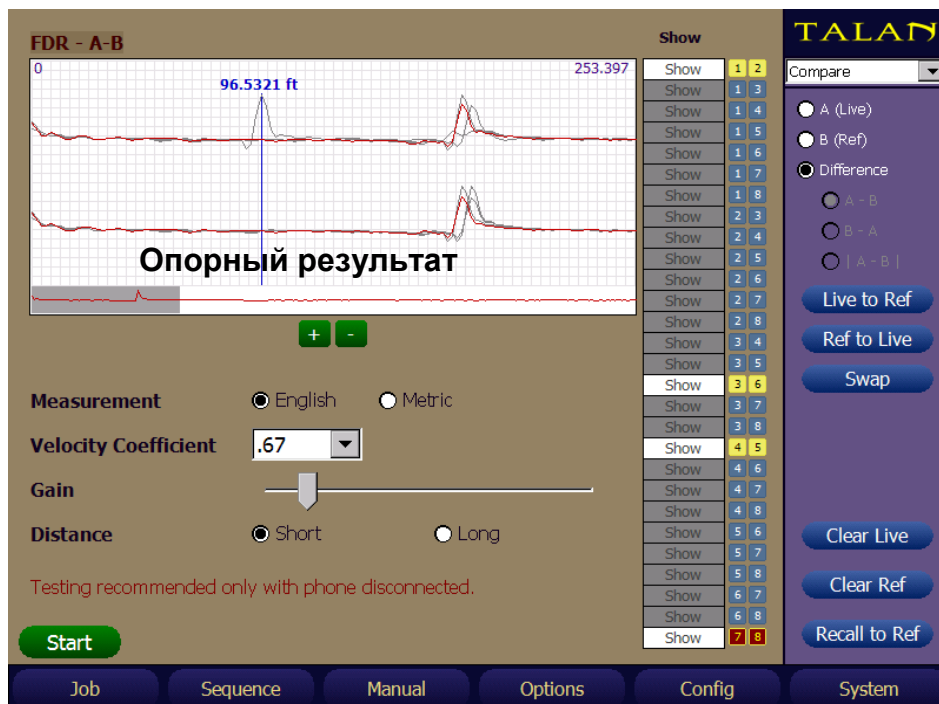 FDR - A-B
Show
TALAN
0
253.397
96.5321 ft
Опорный результат
+ -
Measurement English Metric
Velocity Coefficient .67
Gain
Distance Short Long
Testing recommended only with phone disconnected.
Start
Show 1 2
Show 1 3
Show 1 4
Show 1 5
Show 1 6
Show 1 7
Show 1 8
Show 2 3
Show 2 4
Show 2 5
Show 2 6
Show 2 7
Show 2 8
Show 3 4
Show 3 5
Show 3 6
Show 3 7
Show 3 8
Show 4 5
Show 4 6
Show 4 7
Show 4 8
Show 5 6
Show 5 7
Show 5 8
Show 6 7
Show 6 8
Show 7 8
Compare
A (Live)
B (Ref)
Difference
A - B
B - A
| A - B |
Live to Ref
Ref to Live
Swap
Clear Live
Clear Ref
Recall to Ref
Job Sequence Manual Options Config System